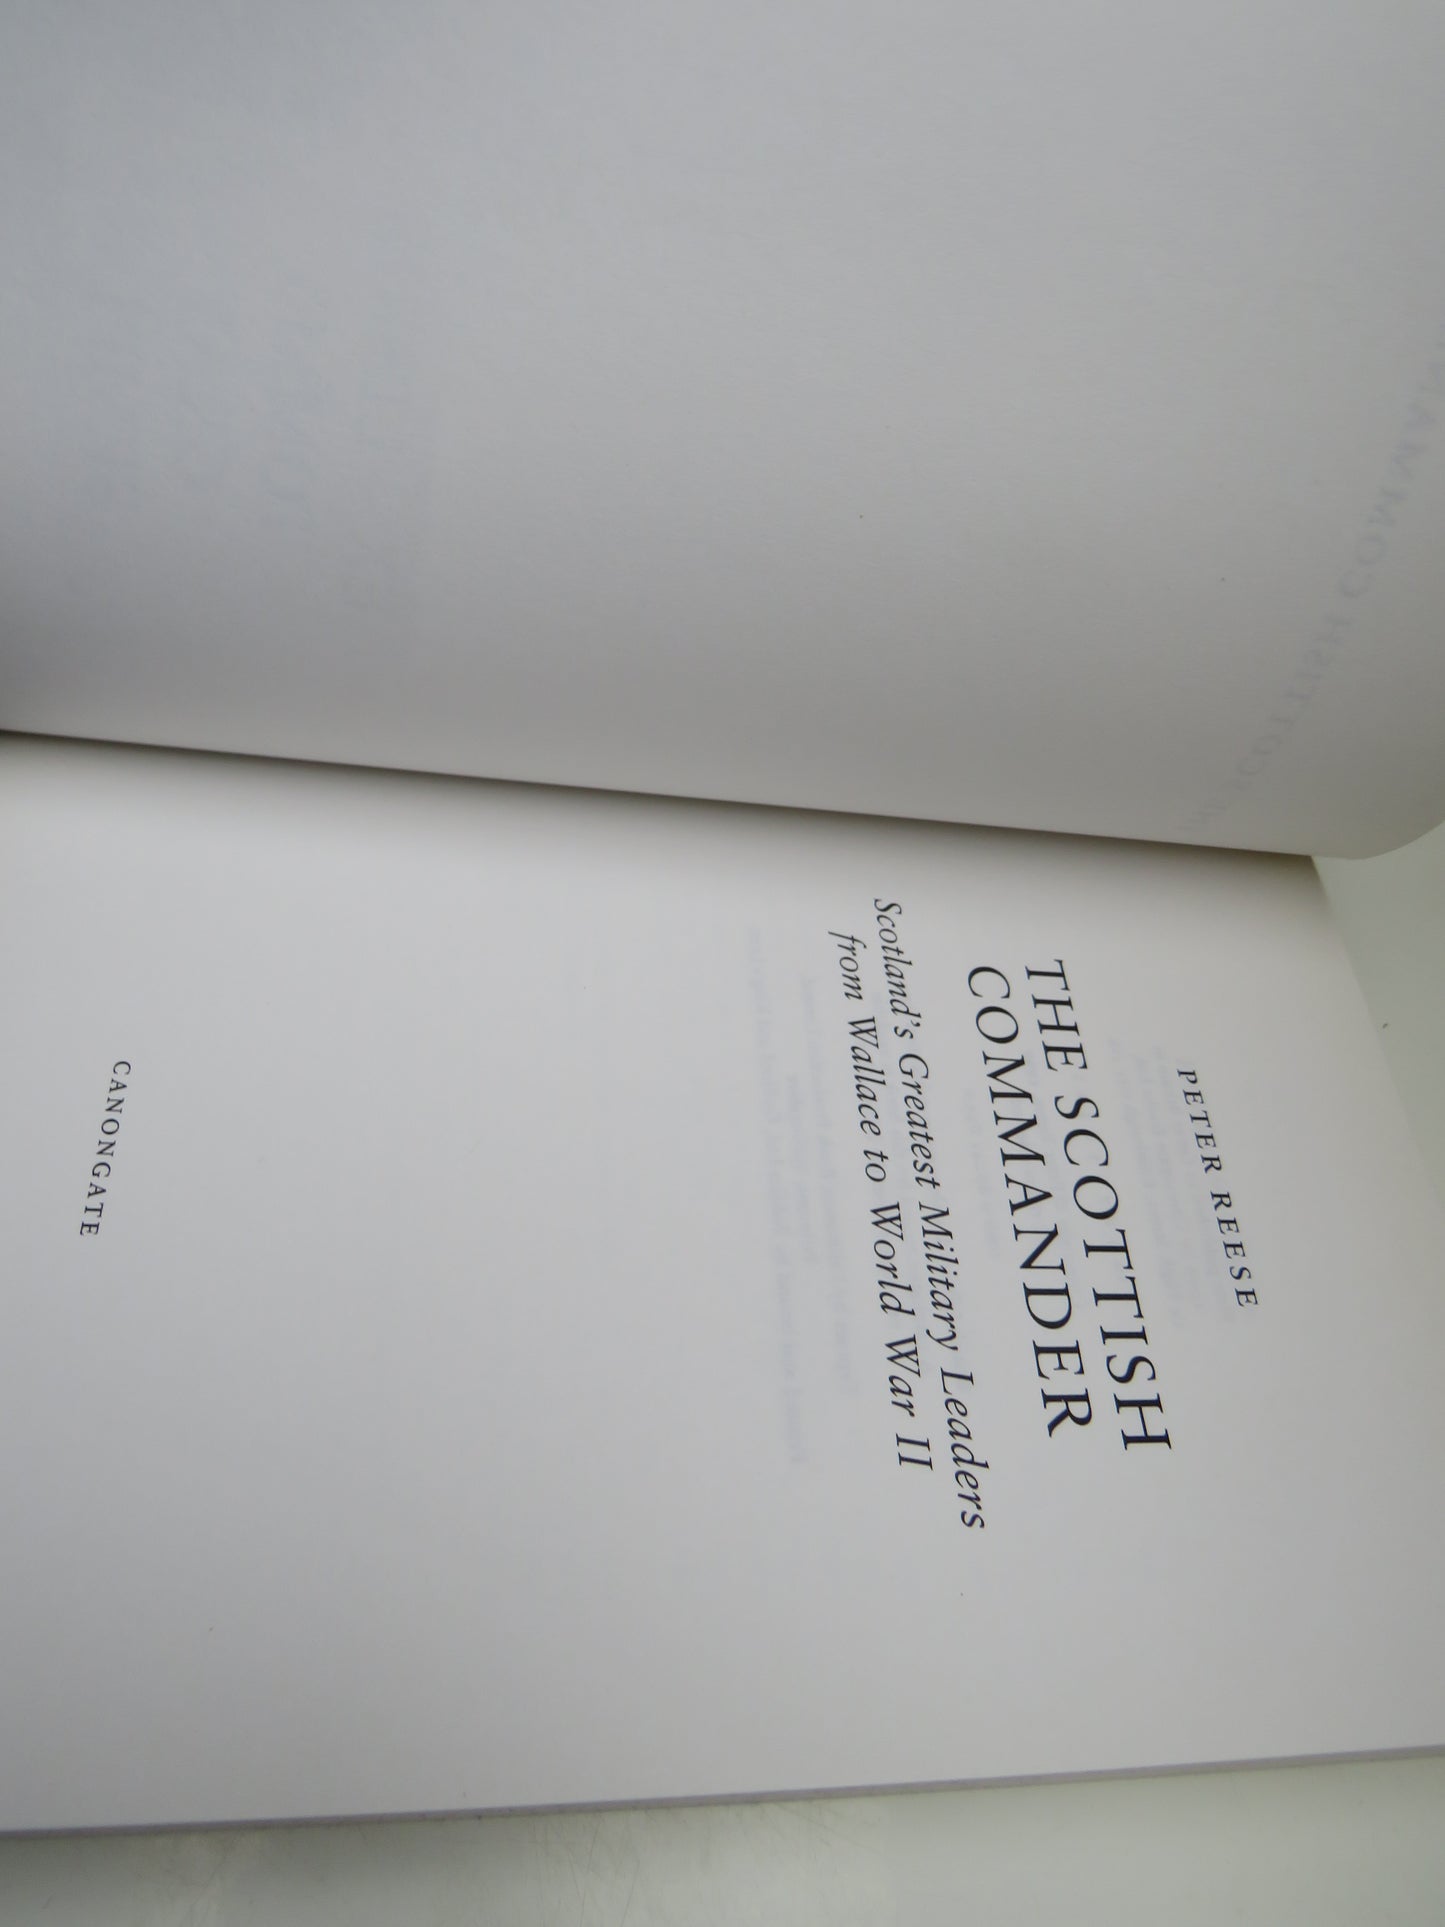 PETER REESE
THE SCOTTISH
COMMANDER
Scotland's Greatest Military Leaders
from Wallace to World War II
CANONGATE